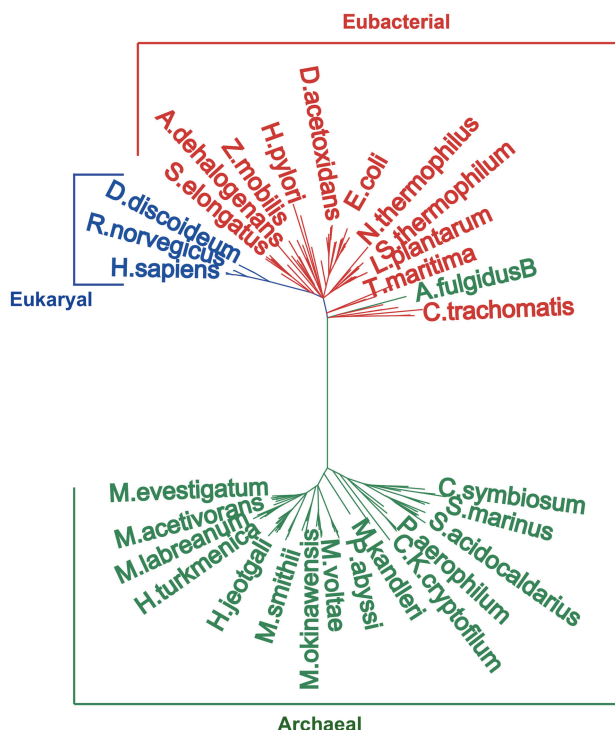 Eubacterial
D.acetoxidans
A.dehalogenans
Z.mobilis
H.pylori
E.coli
N.thermophilus
S.elongatus
S.thermophilum
D.discoideum
R.norvegicus
L.plantarum
H.sapiens
T.maritima
A.fulgidusB
Eukaryal
C.trachomatis
M.evestigatum
C.symbiosum
M.acetivorans
S.marinus
M.labreanum
S.acidocaldarius
H.turkmenica
P.aerophilum
H.jeotgali
C.K.cryptofilum
M.smithii
M.okinawensis
M.voltae
P.abyssi
M.kandleri
Archaeal